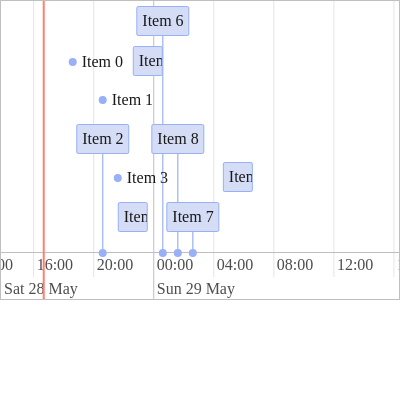 Item 6
Item 0
Item 1
Item 2
Item 8
Item 3
Item 7
00
16:00
20:00
00:00
04:00
08:00
12:00
Sat 28 May
Sun 29 May